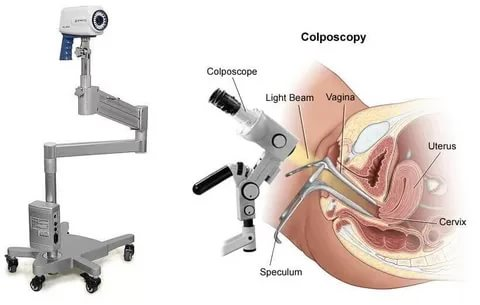 Colposcopy
Colposcope
Light Beam
Vagina
Uterus
Cervix
Speculum